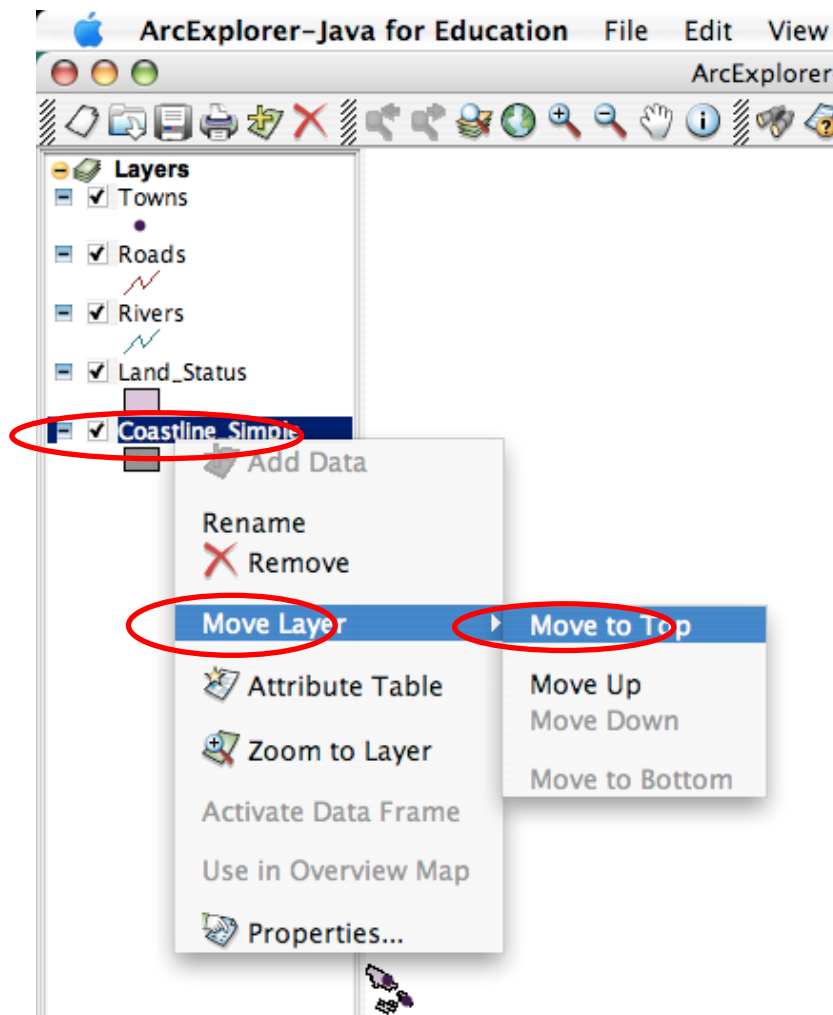 ArcExplorer-Java for Education File Edit View
ArcExplorer
Layers
Towns
Roads
Rivers
Land_Status
Coastline_Simple
Add Data
Rename
Remove
Move Layer
Move to Top
Attribute Table
Move Up
Move Down
Zoom to Layer
Move to Bottom
Activate Data Frame
Use in Overview Map
Properties...